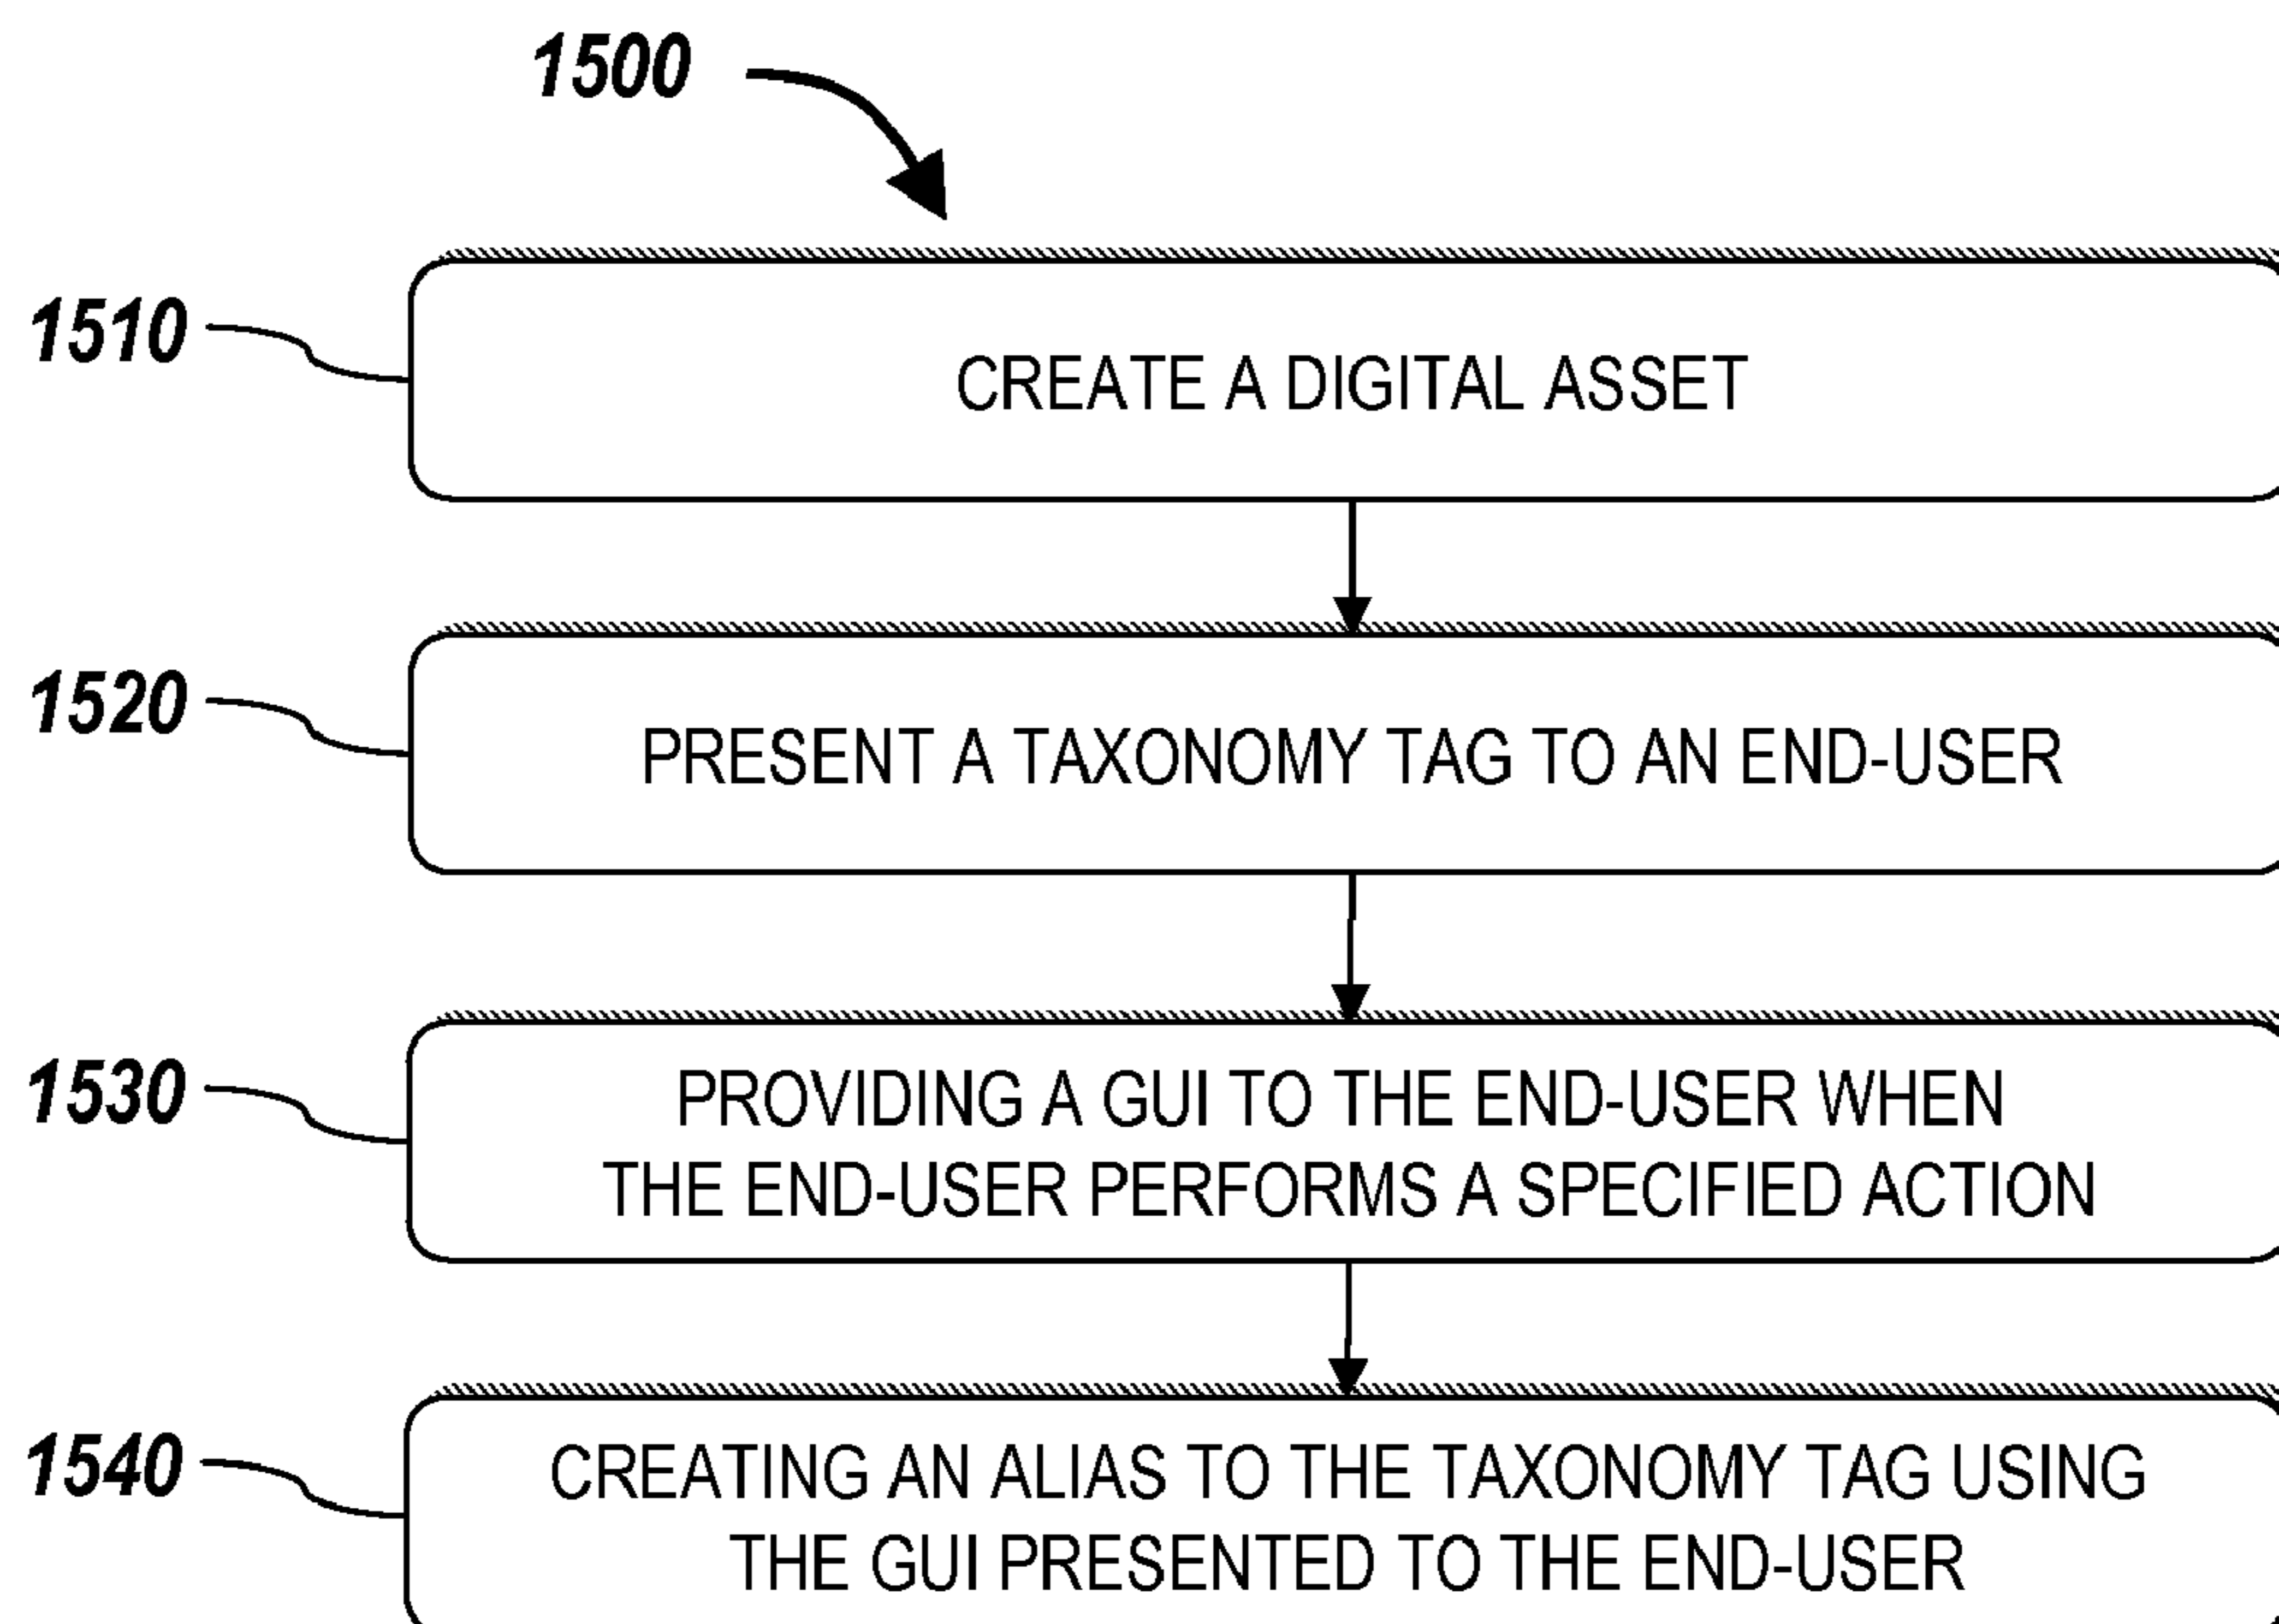 1500
1510
CREATE A DIGITAL ASSET
1520
PRESENT A TAXONOMY TAG TO AN END-USER
1530
PROVIDING A GUI TO THE END-USER WHEN
THE END-USER PERFORMS A SPECIFIED ACTION
1540
CREATING AN ALIAS TO THE TAXONOMY TAG USING
THE GUI PRESENTED TO THE END-USER